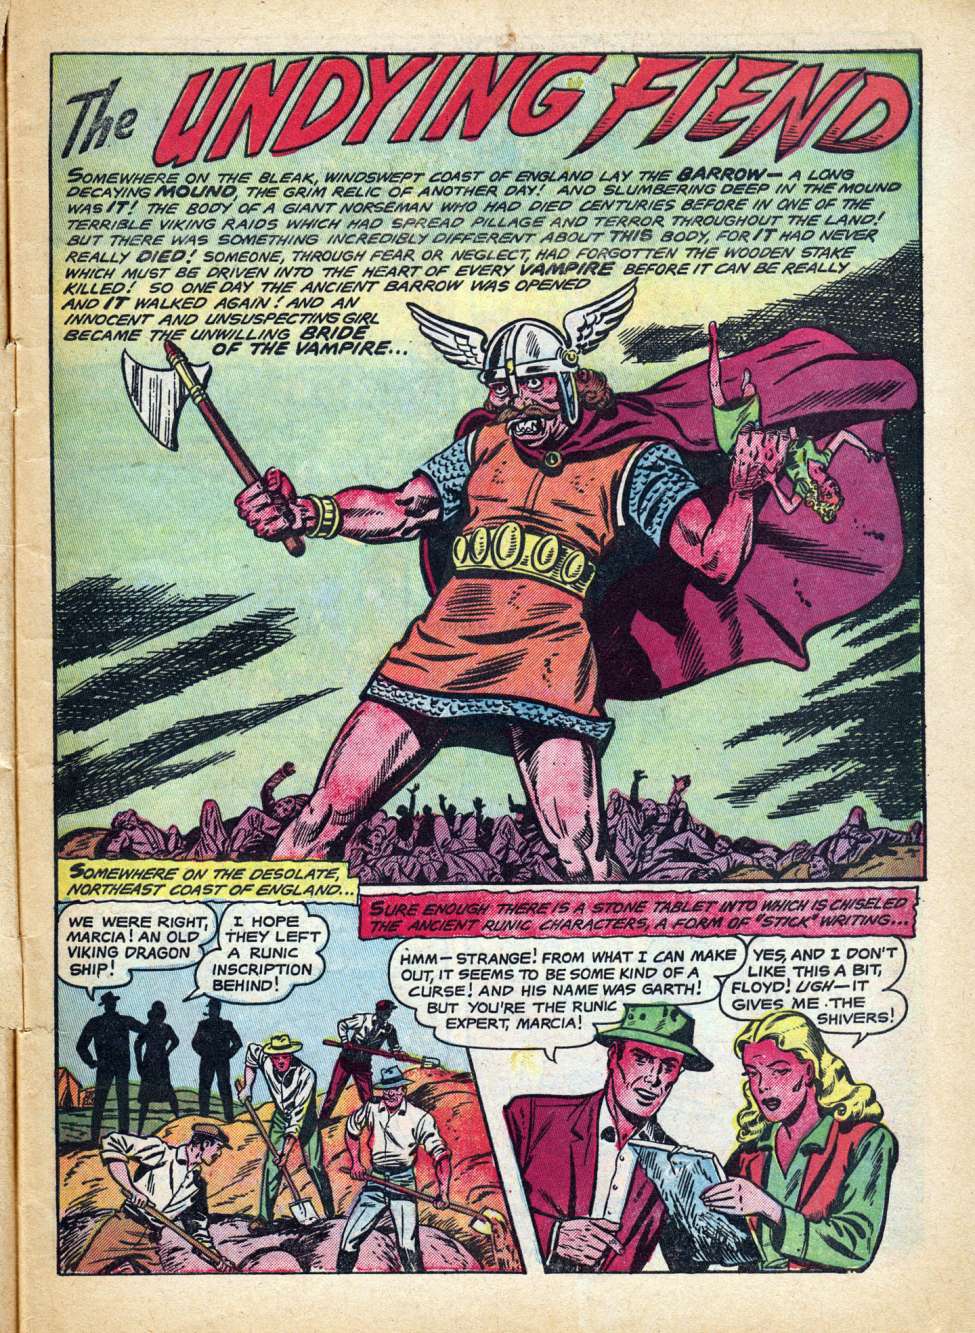 The UNDYING FIEND
SOMEWHERE ON THE BLEAK, WINDSWEPT COAST OF ENGLAND LAY THE BARROW — A LONG
DECAYING MOUND, THE GRIM RELIC OF ANOTHER DAY! AND SLUMBERING DEEP IN THE MOUND
WAS IT! THE BODY OF A GIANT NORSEMAN WHO HAD DIED CENTURIES BEFORE IN ONE OF THE
TERRIBLE VIKING RAIDS WHICH HAD SPREAD PILLAGE AND TERROR THROUGHOUT THE LAND!
BUT THERE WAS SOMETHING INCREDIBLY DIFFERENT ABOUT THIS BODY, FOR IT HAD NEVER
REALLY DIED! SOMEONE, THROUGH FEAR OR NEGLECT, HAD FORGOTTEN THE WOODEN STAKE
WHICH MUST BE DRIVEN INTO THE HEART OF EVERY VAMPIRE BEFORE IT CAN BE REALLY
KILLED! SO ONE DAY THE ANCIENT BARROW WAS OPENED
AND IT WALKED AGAIN! AND AN
INNOCENT AND UNSUSPECTING GIRL
BECAME THE UNWILLING BRIDE
OF THE VAMPIRE...
SOMEWHERE ON THE DESOLATE,
NORTHEAST COAST OF ENGLAND...
WE WERE RIGHT,
MARCIA! AN OLD
VIKING DRAGON
SHIP!
I HOPE
THEY LEFT
A RUNIC
INSCRIPTION
BEHIND!
SURE ENOUGH THERE IS A STONE TABLET INTO WHICH IS CHISELED
THE ANCIENT RUNIC CHARACTERS, A FORM OF "STICK" WRITING...
HMM — STRANGE! FROM WHAT I CAN MAKE
OUT, IT SEEMS TO BE SOME KIND OF A
CURSE! AND HIS NAME WAS GARTH!
BUT YOU'RE THE RUNIC
EXPERT, MARCIA!
YES, AND I DON'T
LIKE THIS A BIT,
FLOYD! UGH — IT
GIVES ME THE
SHIVERS!